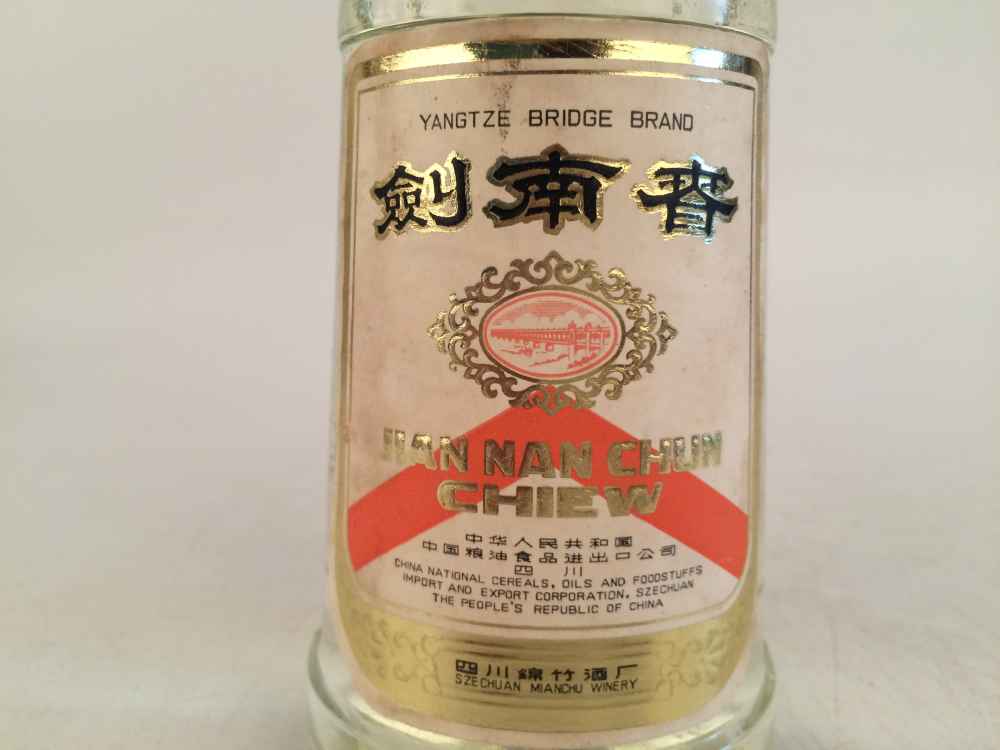 YANGTZE BRIDGE BRAND
劍南春
JIAN NAN CHUN
CHIEW
中华人民共和国
中国粮油食品进出口公司
四川
CHINA NATIONAL CEREALS, OILS AND FOODSTUFFS
IMPORT AND EXPORT CORPORATION, SZECHUAN
THE PEOPLE'S REPUBLIC OF CHINA
四川绵竹酒厂
SZECHUAN MIANCHU WINERY